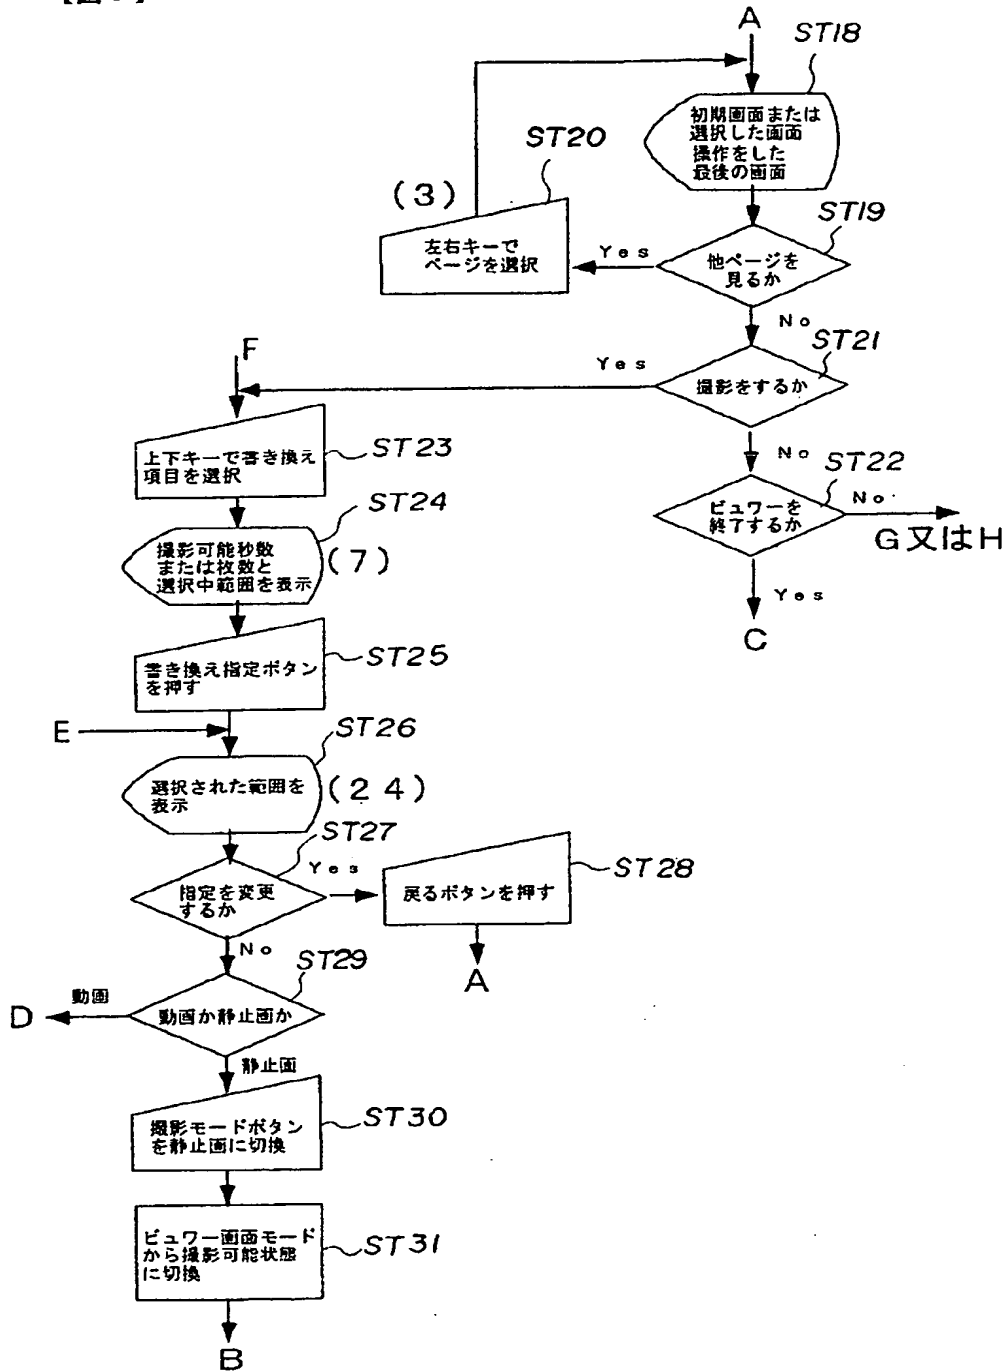 A
ST18
初期画面または
選択した画面
操作をした
最後の画面
ST20
(3)
左右キーで
ページを選択
ST19
Yes
他ページを
見るか
No
ST21
F
Yes
撮影をするか
No
ST23
上下キーで書き換え
項目を選択
ST22
ビュワーを
終了するか
No
G又はH
Yes
C
ST24
撮影可能秒数
または枚数と
選択中範囲を表示
(7)
ST25
書き換え指定ボタン
を押す
E
ST26
選択された範囲を
表示
(24)
ST27
指定を変更
するか
Yes
ST28
戻るボタンを押す
A
No
ST29
D
動画
動画か静止画か
静止画
ST30
撮影モードボタン
を静止画に切換
ビュワー画面モード
から撮影可能状態
に切換
ST31
B